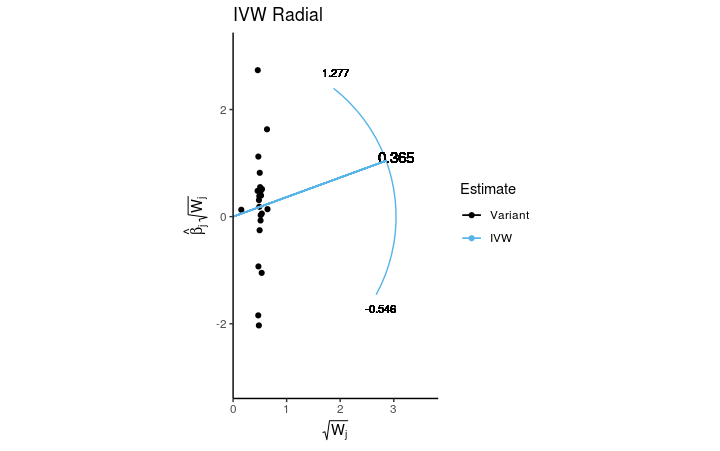 IVW Radial
1.277
2
0.365
Estimate
Variant
IVW
0
β̂j√Wj
-0.546
-2
0 1 2 3
√Wj